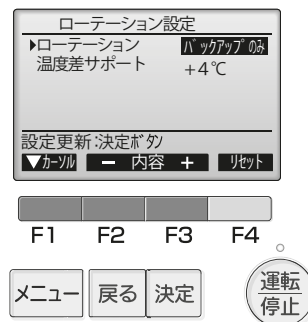 ローテーション設定
▶ローテーション バックアップのみ
温度差サポート +4℃
設定更新:決定ボタン
▼カーソル − 内容 + リセット
F1 F2 F3 F4
メニュー 戻る 決定 運転
停止